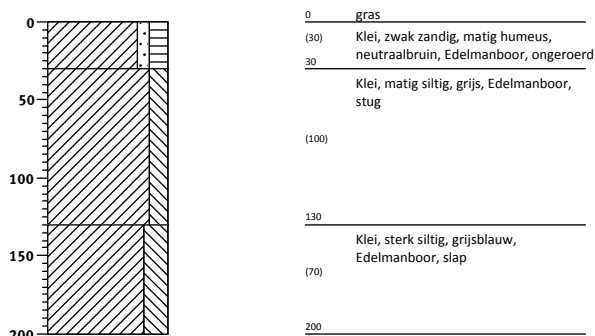 0
50
100
150
200
0 gras
(30) Klei, zwak zandig, matig humeus,
neutraalbruin, Edelmanboor, ongeroerd
30
Klei, matig siltig, grijs, Edelmanboor,
stug
(100)
130
Klei, sterk siltig, grijsblauw,
Edelmanboor, slap
(70)
200